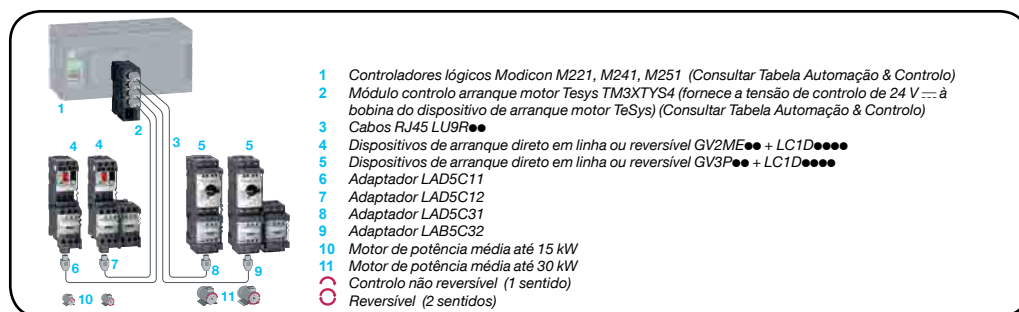 1 Controladores lógicos Modicon M221, M241, M251 (Consultar Tabela Automação & Controlo)
2 Módulo controlo arranque motor Tesys TM3XTYS4 (fornece a tensão de controlo de 24 V ⎓ à
bobina do dispositivo de arranque motor TeSys) (Consultar Tabela Automação & Controlo)
3 Cabos RJ45 LU9R●●
4 Dispositivos de arranque direto em linha ou reversível GV2ME●● + LC1D●●●●
5 Dispositivos de arranque direto em linha ou reversível GV3P●● + LC1D●●●●
6 Adaptador LAD5C11
7 Adaptador LAD5C12
8 Adaptador LAD5C31
9 Adaptador LAB5C32
10 Motor de potência média até 15 kW
11 Motor de potência média até 30 kW
Controlo não reversível (1 sentido)
Reversível (2 sentidos)
1
2
4 4 3 5 5
6 7 8 9
10 11